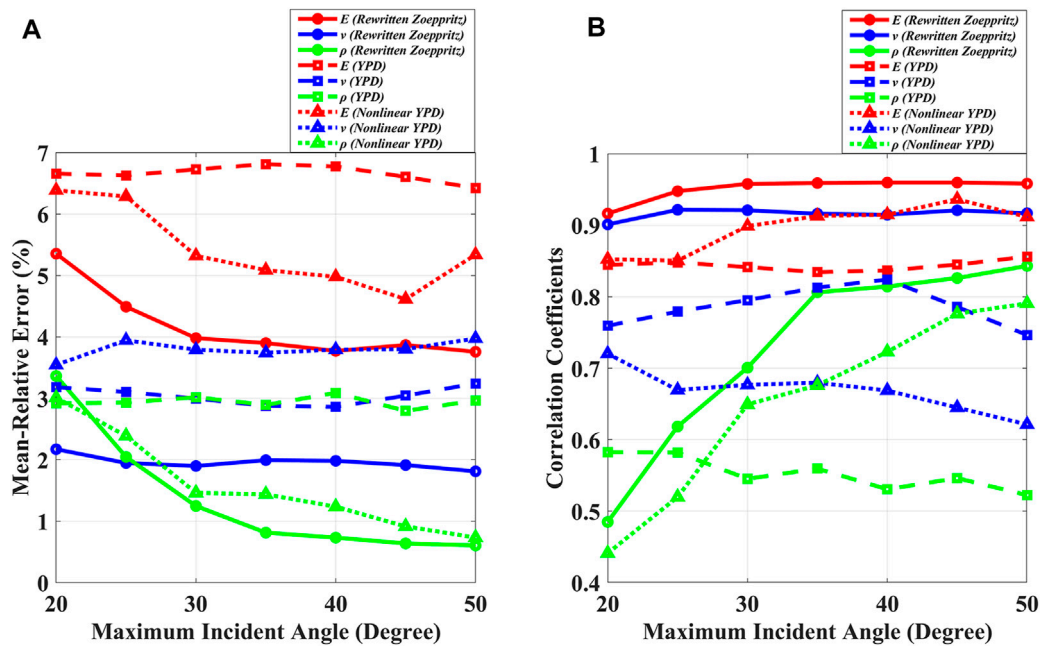 A
E (Rewritten Zoeppritz)
ν (Rewritten Zoeppritz)
ρ (Rewritten Zoeppritz)
E (YPD)
ν (YPD)
ρ (YPD)
E (Nonlinear YPD)
ν (Nonlinear YPD)
ρ (Nonlinear YPD)
7
6
5
4
3
2
1
0
Mean-Relative Error (%)
20
30
40
50
Maximum Incident Angle (Degree)
B
E (Rewritten Zoeppritz)
ν (Rewritten Zoeppritz)
ρ (Rewritten Zoeppritz)
E (YPD)
ν (YPD)
ρ (YPD)
E (Nonlinear YPD)
ν (Nonlinear YPD)
ρ (Nonlinear YPD)
1
0.9
0.8
0.7
0.6
0.5
0.4
Correlation Coefficients
20
30
40
50
Maximum Incident Angle (Degree)